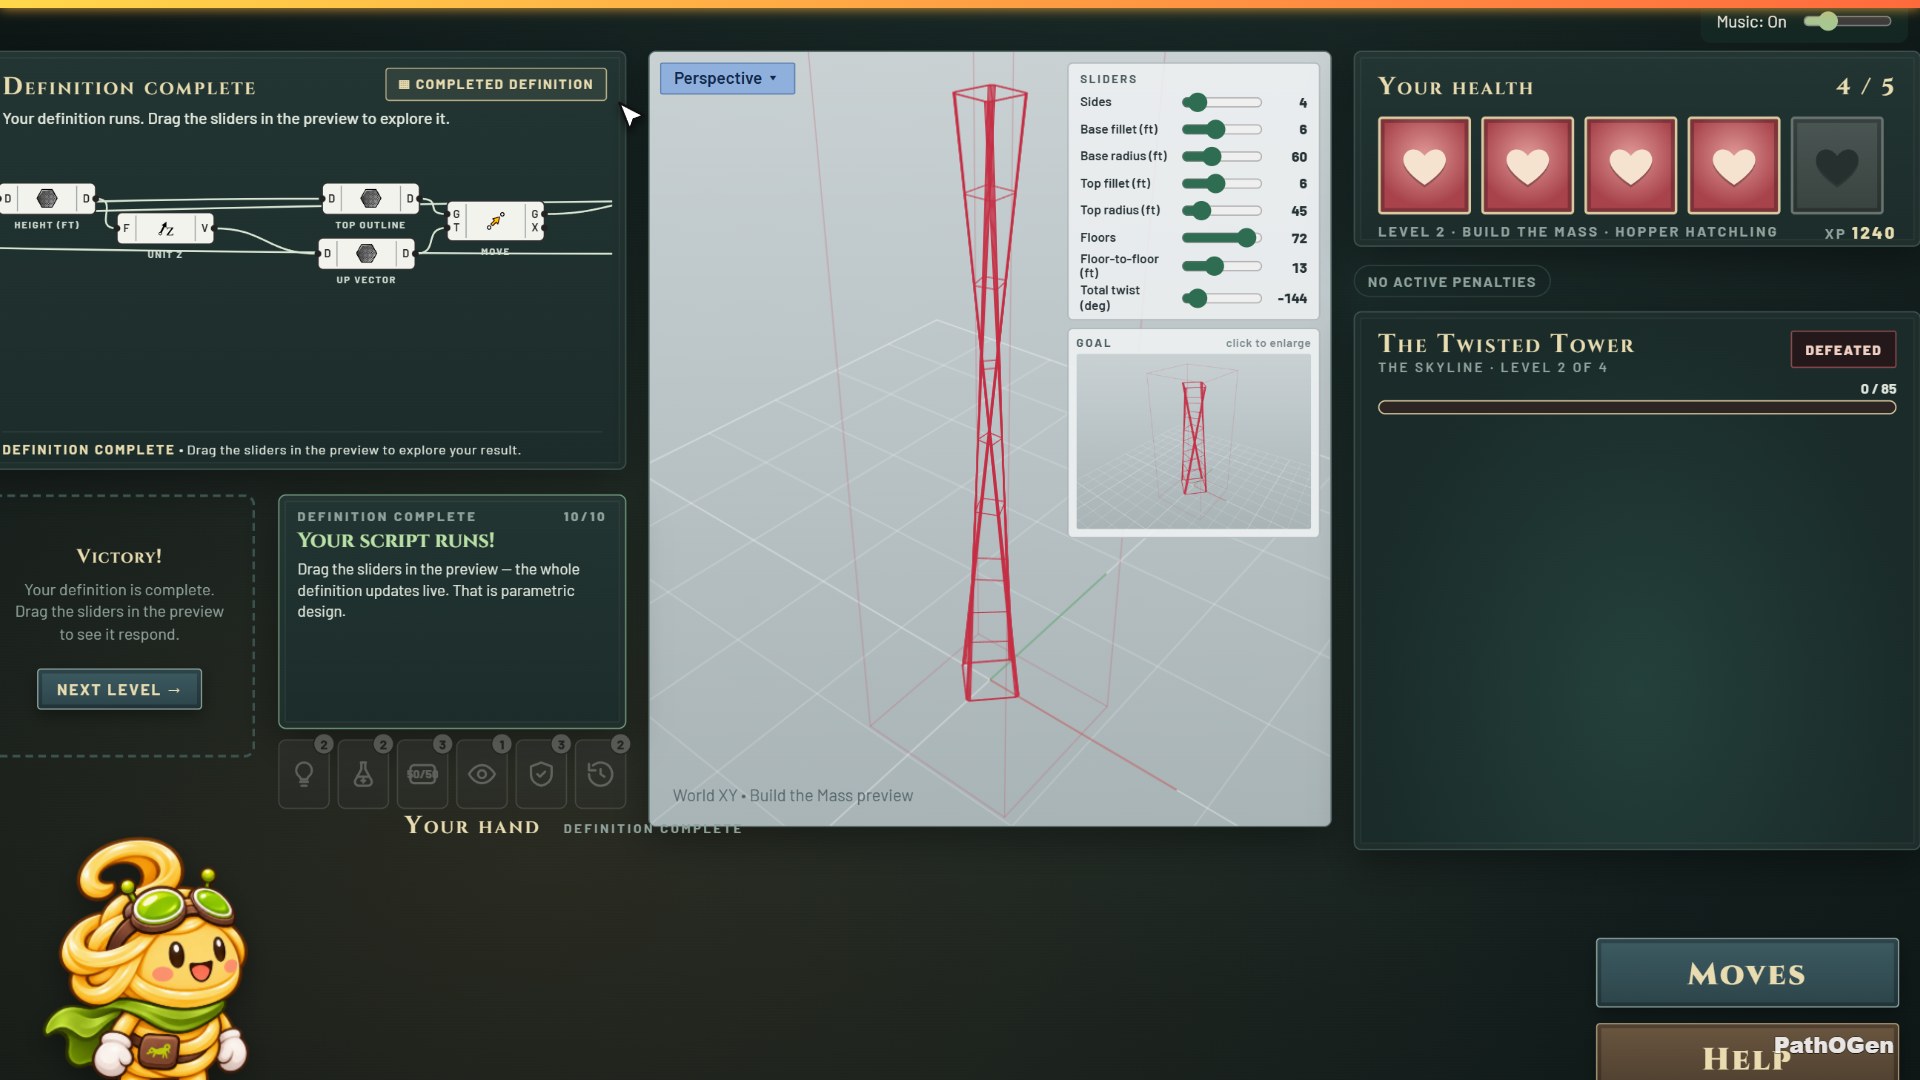 Music: On
Definition complete
≡ COMPLETED DEFINITION
Your definition runs. Drag the sliders in the preview to explore it.
D D
HEIGHT (FT)
F V
UNIT Z
D D
TOP OUTLINE
D D
UP VECTOR
G G
T X
MOVE
DEFINITION COMPLETE • Drag the sliders in the preview to explore your result.
Victory!
Your definition is complete.
Drag the sliders in the preview
to see it respond.
NEXT LEVEL →
DEFINITION COMPLETE 10/10
Your script runs!
Drag the sliders in the preview — the whole
definition updates live. That is parametric
design.
2 2 3 1 3 2
50/50
Your hand DEFINITION COMPLETE
Perspective
SLIDERS
Sides 4
Base fillet (ft) 6
Base radius (ft) 60
Top fillet (ft) 6
Top radius (ft) 45
Floors 72
Floor-to-floor
(ft) 13
Total twist
(deg) -144
GOAL click to enlarge
World XY • Build the Mass preview
Your health 4 / 5
LEVEL 2 · BUILD THE MASS · HOPPER HATCHLING XP 1240
NO ACTIVE PENALTIES
The Twisted Tower
DEFEATED
THE SKYLINE · LEVEL 2 OF 4
0 / 85
Moves
Help
PathOGen